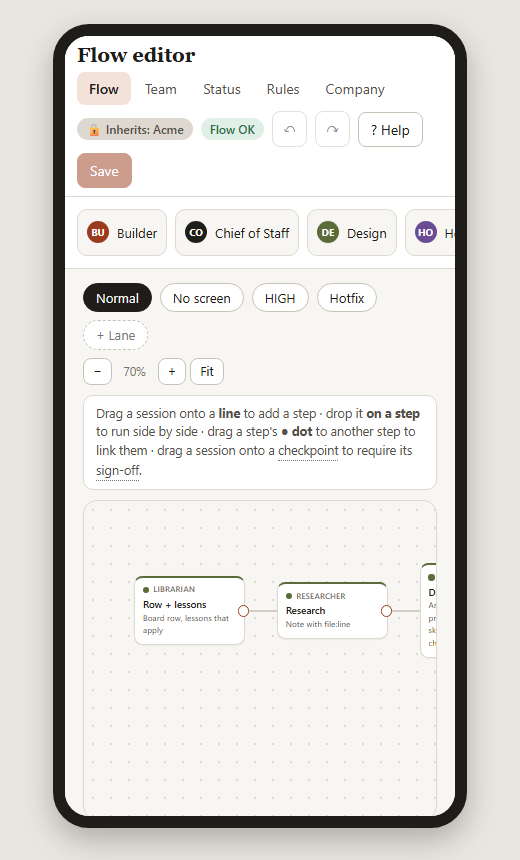 Flow editor
Flow Team Status Rules Company
🔒 Inherits: Acme Flow OK ↶ ↷ ? Help
Save
BU Builder CO Chief of Staff DE Design HO
Normal No screen HIGH Hotfix
+ Lane
− 70% + Fit
Drag a session onto a line to add a step · drop it on a step
to run side by side · drag a step's ● dot to another step to
link them · drag a session onto a checkpoint to require its
sign-off.
LIBRARIAN
Row + lessons
Board row, lessons that
apply
RESEARCHER
Research
Note with file:line